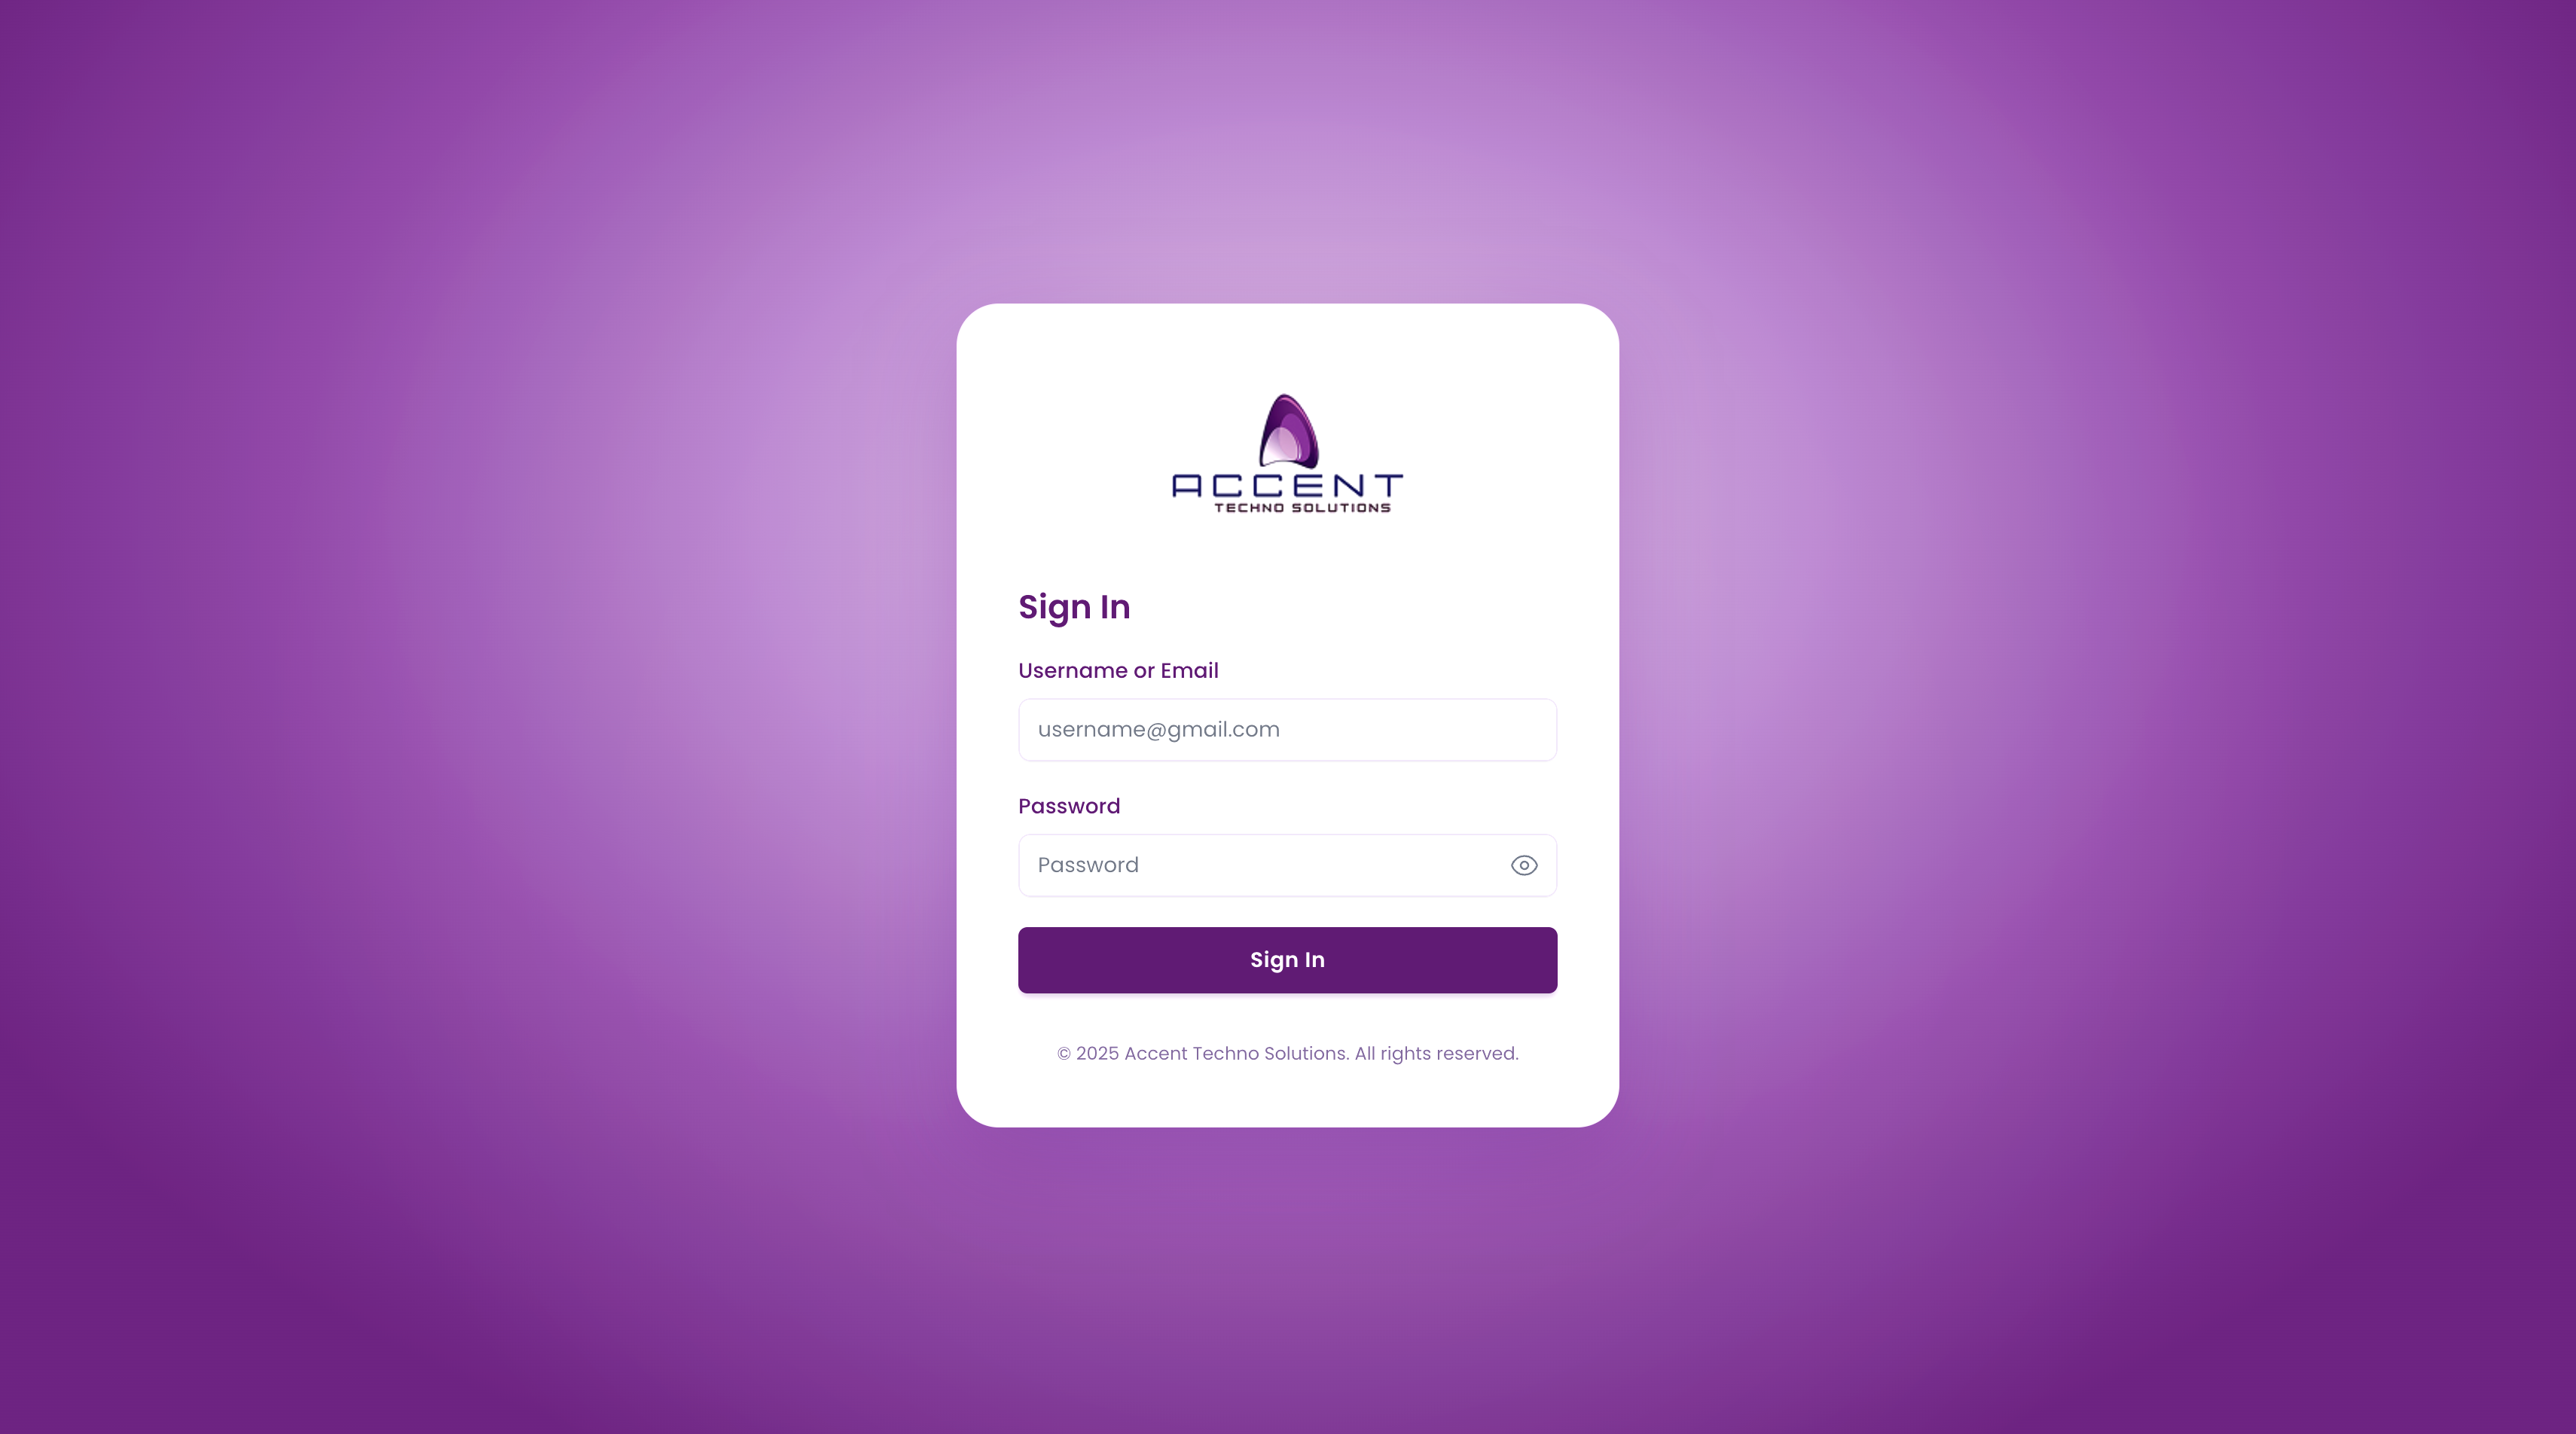 ACCENT
TECHNO SOLUTIONS
Sign In
Username or Email
username@gmail.com
Password
Password
Sign In
© 2025 Accent Techno Solutions. All rights reserved.